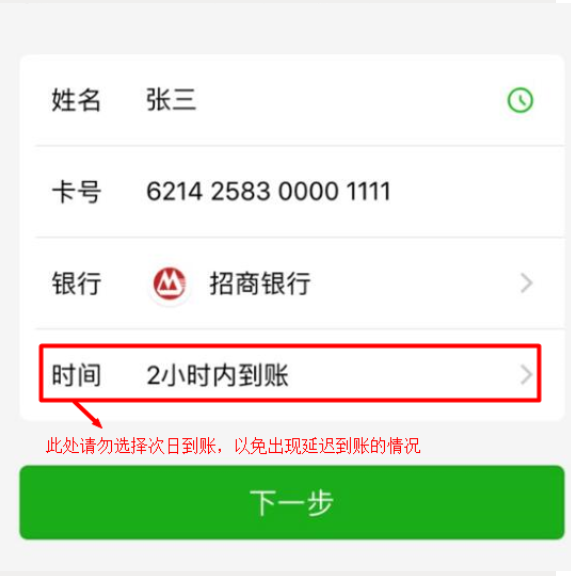 姓名 张三
卡号 6214 2583 0000 1111
银行 招商银行
时间 2小时内到账
此处请勿选择次日到账，以免出现延迟到账的情况
下一步